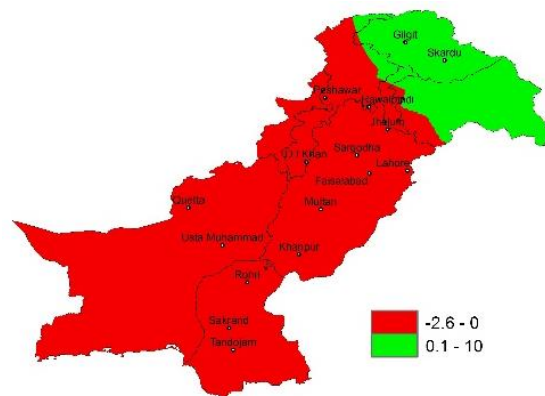 Gilgit
Skardu
Peshawar
Rawalpindi
Jhelum
D I Khan
Sargodha
Lahore
Faisalabad
Multan
Quetta
Usta Muhammad
Khanpur
Rohri
Sakrand
Tandojam
-2.6 - 0
0.1 - 10